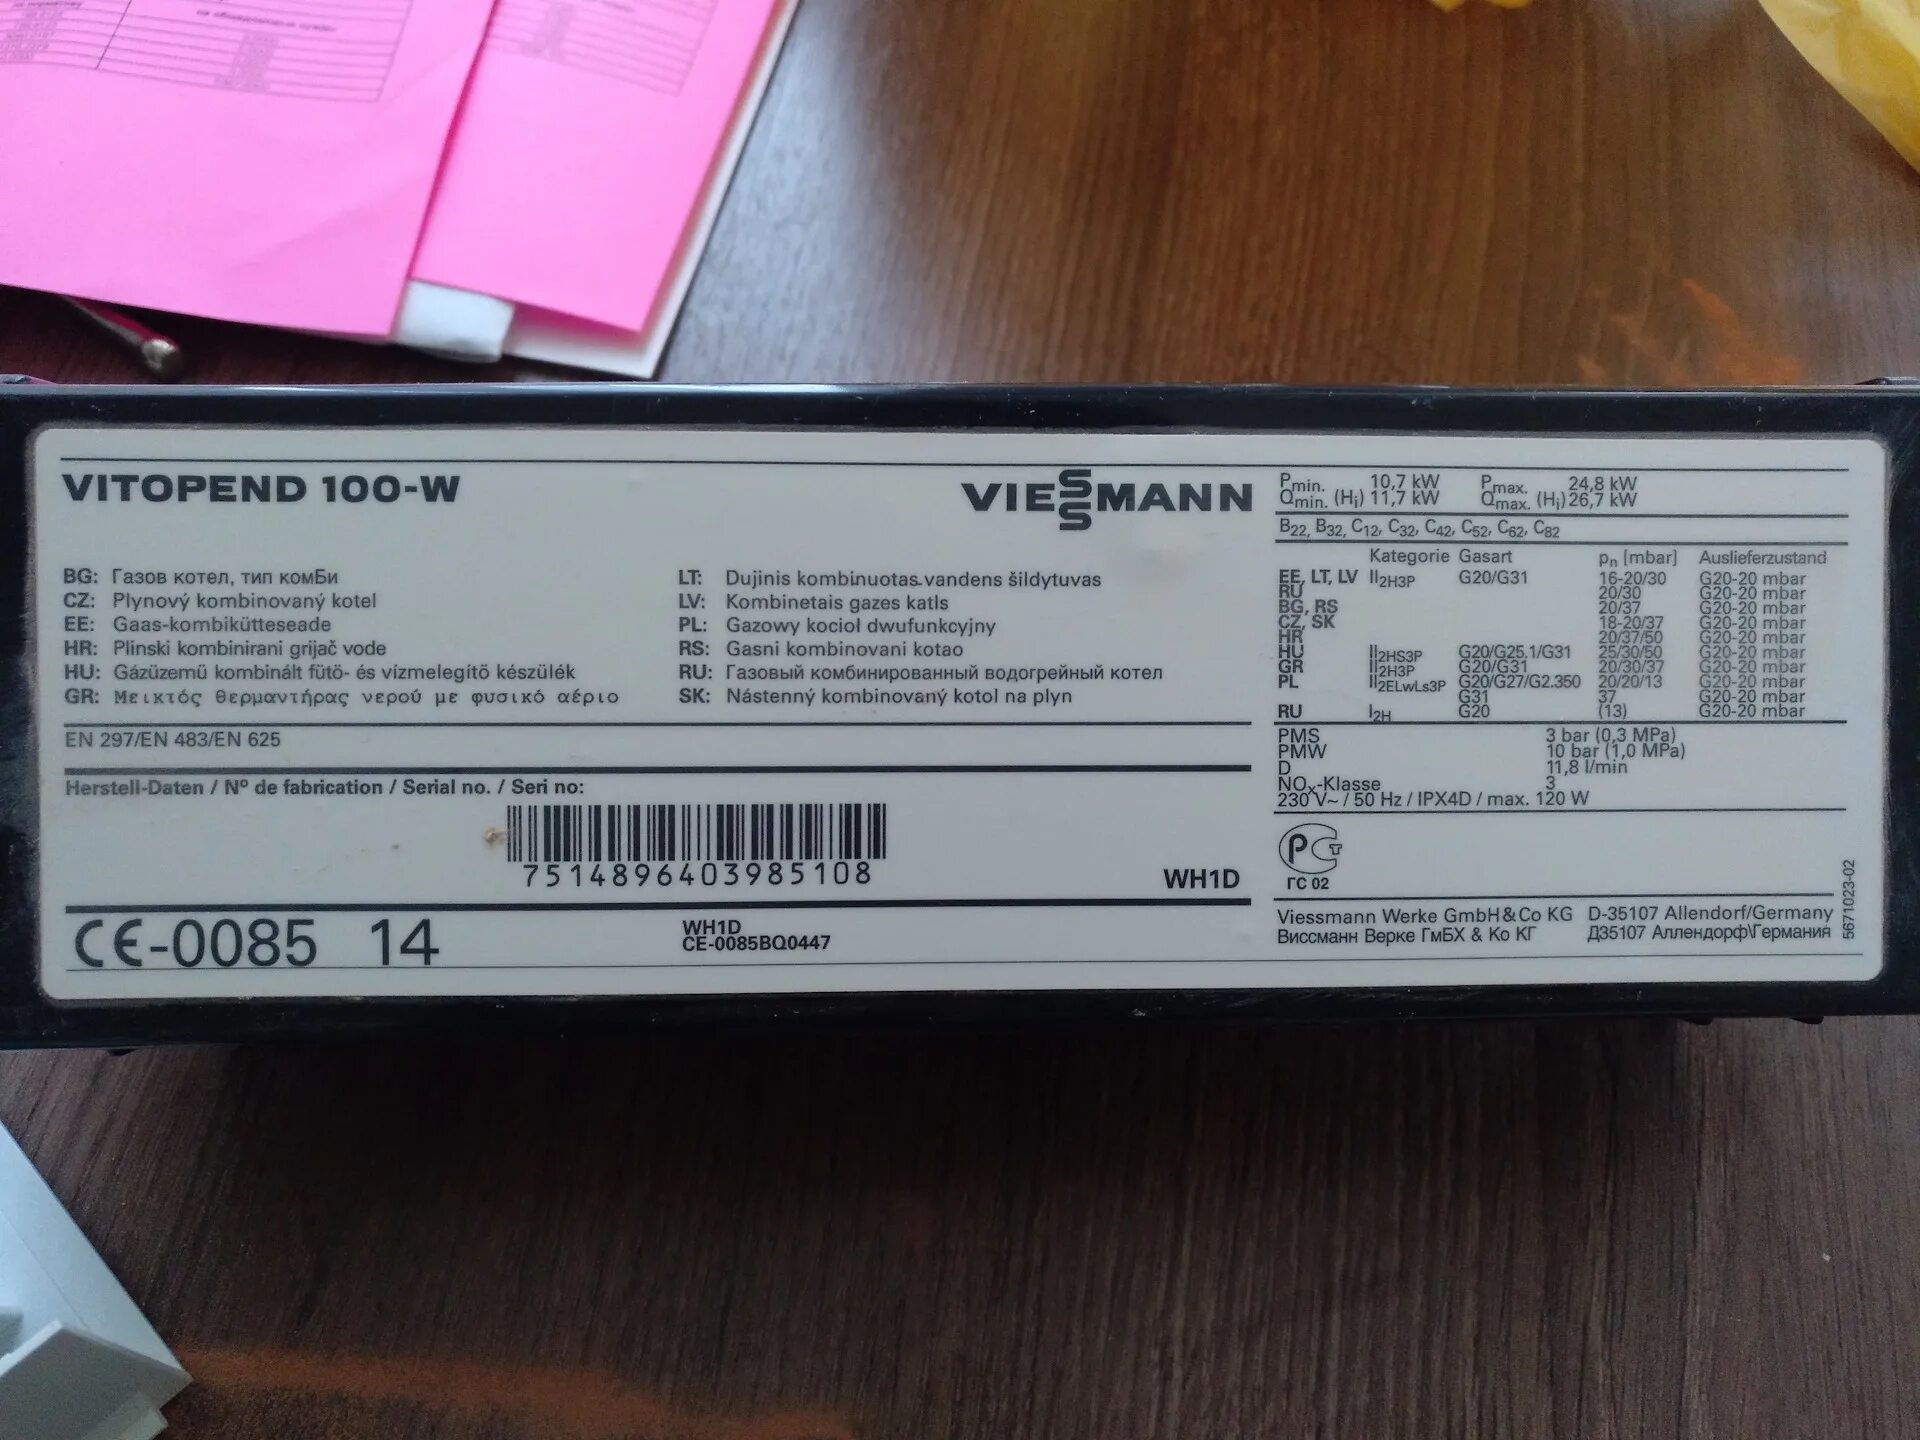 VITOPEND 100-W
VIESSMANN
BG: Газов котел, тип комБи
CZ: Plynový kombinovaný kotel
EE: Gaas-kombikütteseade
HR: Plinski kombinirani grijač vode
HU: Gázüzemű kombinált fütö- és vízmelegítö készülék
GR: Μεικτός θερμαντήρας νερού με φυσικό αέριο
LT: Dujinis kombinuotas vandens šildytuvas
LV: Kombinetais gazes katls
PL: Gazowy kocioł dwufunkcyjny
RS: Gasni kombinovani kotao
RU: Газовый комбинированный водогрейный котел
SK: Nástenný kombinovaný kotol na plyn
EN 297/EN 483/EN 625
Herstell-Daten / Nº de fabrication / Serial no. / Seri no:
7514896403985108
WH1D
CE-0085 14
WH1D
CE-0085BQ0447
Pmin. 10,7 kW Pmax. 24,8 kW
Qmin. (Hi) 11,7 kW Qmax. (Hi) 26,7 kW
B22, B32, C12, C32, C42, C52, C62, C82
Kategorie Gasart pn [mbar] Auslieferzustand
EE, LT, LV II2H3P G20/G31 16-20/30 G20-20 mbar
RU 20/30 G20-20 mbar
BG, RS 20/37 G20-20 mbar
CZ, SK 18-20/37 G20-20 mbar
HR 20/37/50 G20-20 mbar
HU II2HS3P G20/G25.1/G31 25/30/50 G20-20 mbar
GR II2H3P G20/G31 20/30/37 G20-20 mbar
PL II2ELwLs3P G20/G27/G2.350 20/20/13 G20-20 mbar
G31 37 G20-20 mbar
RU I2H G20 (13) G20-20 mbar
PMS 3 bar (0,3 MPa)
PMW 10 bar (1,0 MPa)
D 11,8 l/min
NOx-Klasse 3
230 V~ / 50 Hz / IPX4D / max. 120 W
РСТ
ГС 02
Viessmann Werke GmbH&Co KG D-35107 Allendorf/Germany
Виссманн Верке ГмБХ & Ko КГ Д35107 Аллендорф\Германия
5671023-02